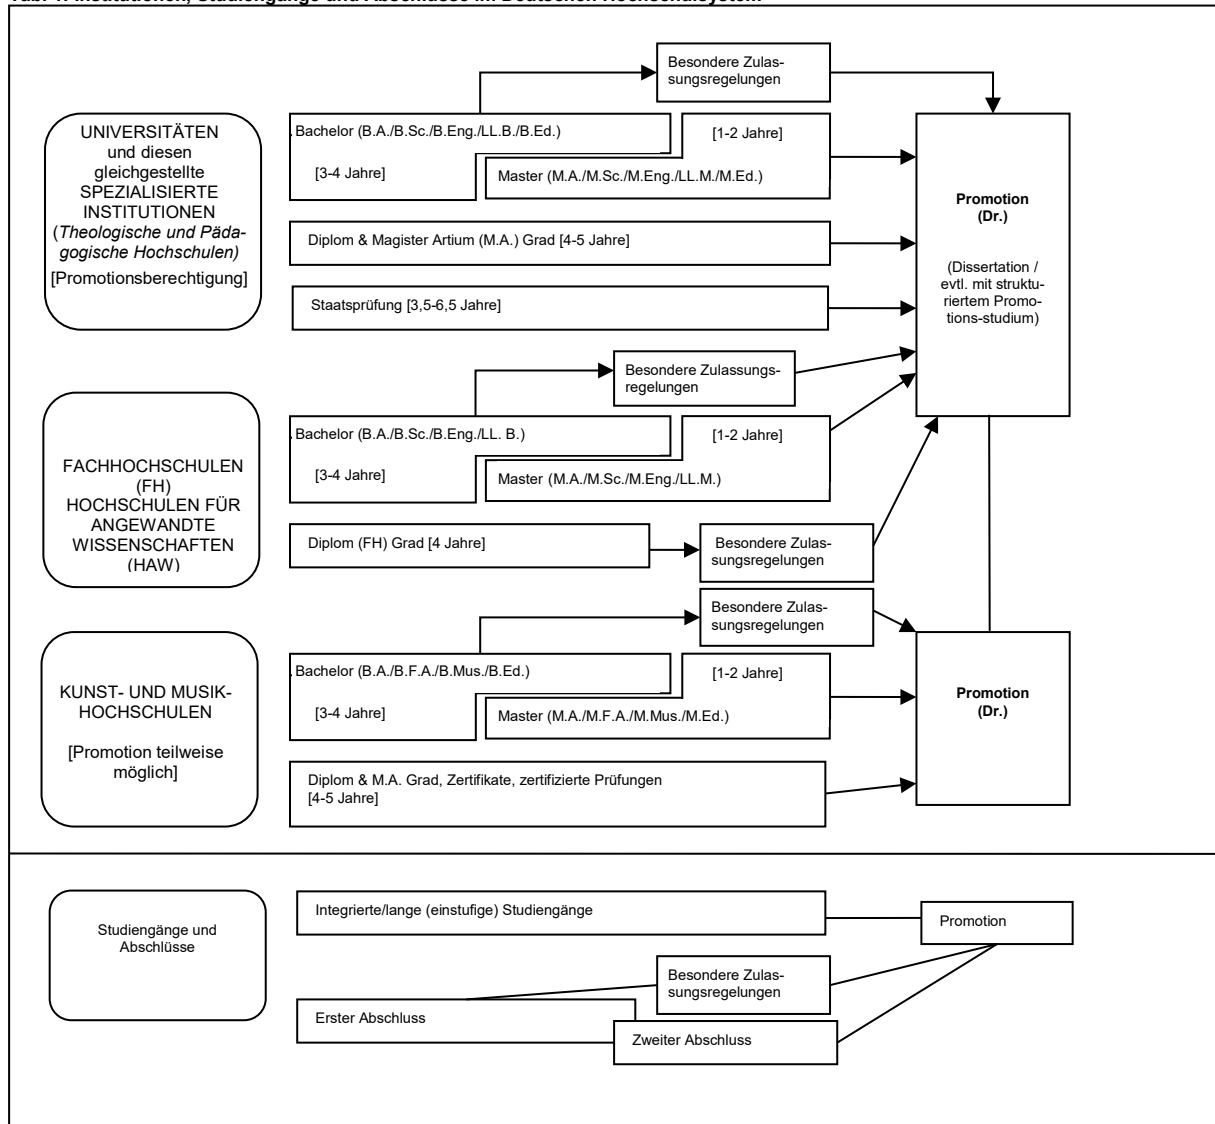 Tab. 1: Institutionen, Studiengänge und Abschlüsse im Deutschen Hochschulsystem
Besondere Zulas-
sungsregelungen
UNIVERSITÄTEN
und diesen
gleichgestellte
SPEZIALISIERTE
INSTITUTIONEN
(Theologische und Päda-
gogische Hochschulen)
[Promotionsberechtigung]
Bachelor (B.A./B.Sc./B.Eng./LL.B./B.Ed.)
[3-4 Jahre]
[1-2 Jahre]
Master (M.A./M.Sc./M.Eng./LL.M./M.Ed.)
Diplom & Magister Artium (M.A.) Grad [4-5 Jahre]
Staatsprüfung [3,5-6,5 Jahre]
Promotion
(Dr.)
(Dissertation /
evtl. mit struktu-
riertem Promo-
tions-studium)
Besondere Zulassungs-
regelungen
FACHHOCHSCHULEN
(FH)
HOCHSCHULEN FÜR
ANGEWANDTE
WISSENSCHAFTEN
(HAW)
Bachelor (B.A./B.Sc./B.Eng./LL. B.)
[3-4 Jahre]
[1-2 Jahre]
Master (M.A./M.Sc./M.Eng./LL.M.)
Diplom (FH) Grad [4 Jahre]
Besondere Zulas-
sungsregelungen
Besondere Zulas-
sungsregelungen
KUNST- UND MUSIK-
HOCHSCHULEN
[Promotion teilweise
möglich]
Bachelor (B.A./B.F.A./B.Mus./B.Ed.)
[3-4 Jahre]
[1-2 Jahre]
Master (M.A./M.F.A./M.Mus./M.Ed.)
Diplom & M.A. Grad, Zertifikate, zertifizierte Prüfungen
[4-5 Jahre]
Promotion
(Dr.)
Studiengänge und
Abschlüsse
Integrierte/lange (einstufige) Studiengänge
Promotion
Besondere Zulas-
sungsregelungen
Erster Abschluss
Zweiter Abschluss